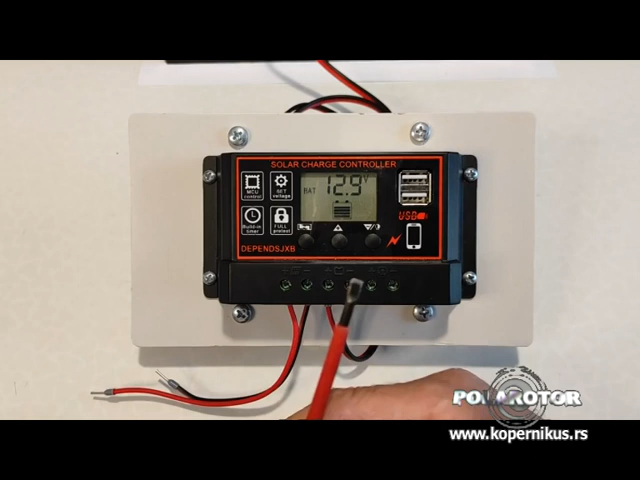 SOLAR CHARGE CONTROLLER
MCU
control
SET
voltage
BAT 12.9 V
USB
Build-in
timer
FULL
protect
DEPENDSJXB
POLAROTOR
www.kopernikus.rs